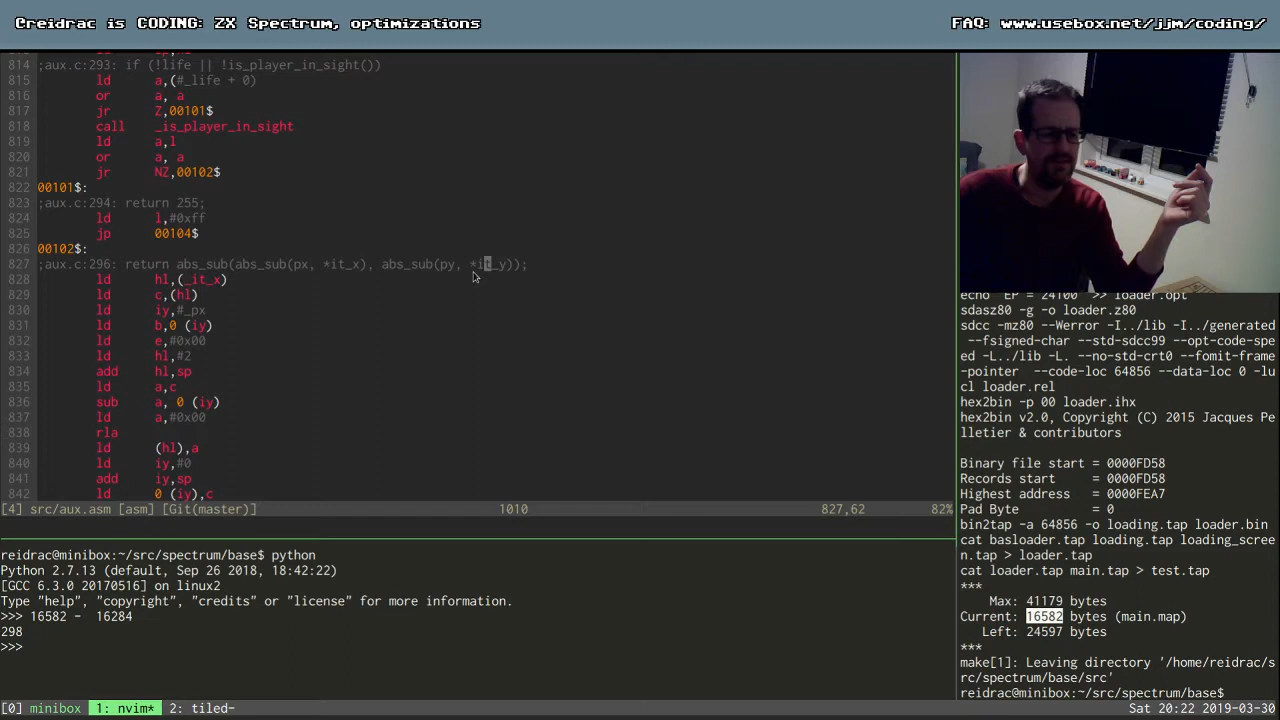 Creidrac is CODING: ZX Spectrum, optimizations
FAQ: www.usebox.net/jjm/coding/
814 ;aux.c:293: if (!life || !is_player_in_sight())
815 ld a,(#_life + 0)
816 or a, a
817 jr Z,00101$
818 call _is_player_in_sight
819 ld a,l
820 or a, a
821 jr NZ,00102$
822 00101$:
823 ;aux.c:294: return 255;
824 ld l,#0xff
825 jp 00104$
826 00102$:
827 ;aux.c:296: return abs_sub(abs_sub(px, *it_x), abs_sub(py, *it_y));
828 ld hl,(_it_x)
829 ld c,(hl)
830 ld iy,#_px
831 ld b,0 (iy)
832 ld e,#0x00
833 ld hl,#2
834 add hl,sp
835 ld a,c
836 sub a, 0 (iy)
837 ld a,#0x00
838 rla
839 ld (hl),a
840 ld iy,#0
841 add iy,sp
842 ld 0 (iy),c
[4] src/aux.asm [asm] [Git(master)] 1010 827,62 82%
reidrac@minibox:~/src/spectrum/base$ python
Python 2.7.13 (default, Sep 26 2018, 18:42:22)
[GCC 6.3.0 20170516] on linux2
Type "help", "copyright", "credits" or "license" for more information.
>>> 16582 -  16284
298
>>>
echo "EP = 24100" >> loader.opt
sdasz80 -g -o loader.z80
sdcc -mz80 --Werror -I../lib -I../generated
--fsigned-char --std-sdcc99 --opt-code-spe
ed -L../lib -L. --no-std-crt0 --fomit-frame
-pointer --code-loc 64856 --data-loc 0 -lu
cl loader.rel
hex2bin -p 00 loader.ihx
hex2bin v2.0, Copyright (C) 2015 Jacques Pe
lletier & contributors
Binary file start = 0000FD58
Records start = 0000FD58
Highest address = 0000FEA7
Pad Byte = 0
bin2tap -a 64856 -o loading.tap loader.bin
cat basloader.tap loading.tap loading_scree
n.tap > loader.tap
cat loader.tap main.tap > test.tap
***
Max: 41179 bytes
Current: 16582 bytes (main.map)
Left: 24597 bytes
***
make[1]: Leaving directory '/home/reidrac/s
rc/spectrum/base/src'
reidrac@minibox:~/src/spectrum/base$
[0] minibox 1: nvim* 2: tiled- Sat 20:22 2019-03-30